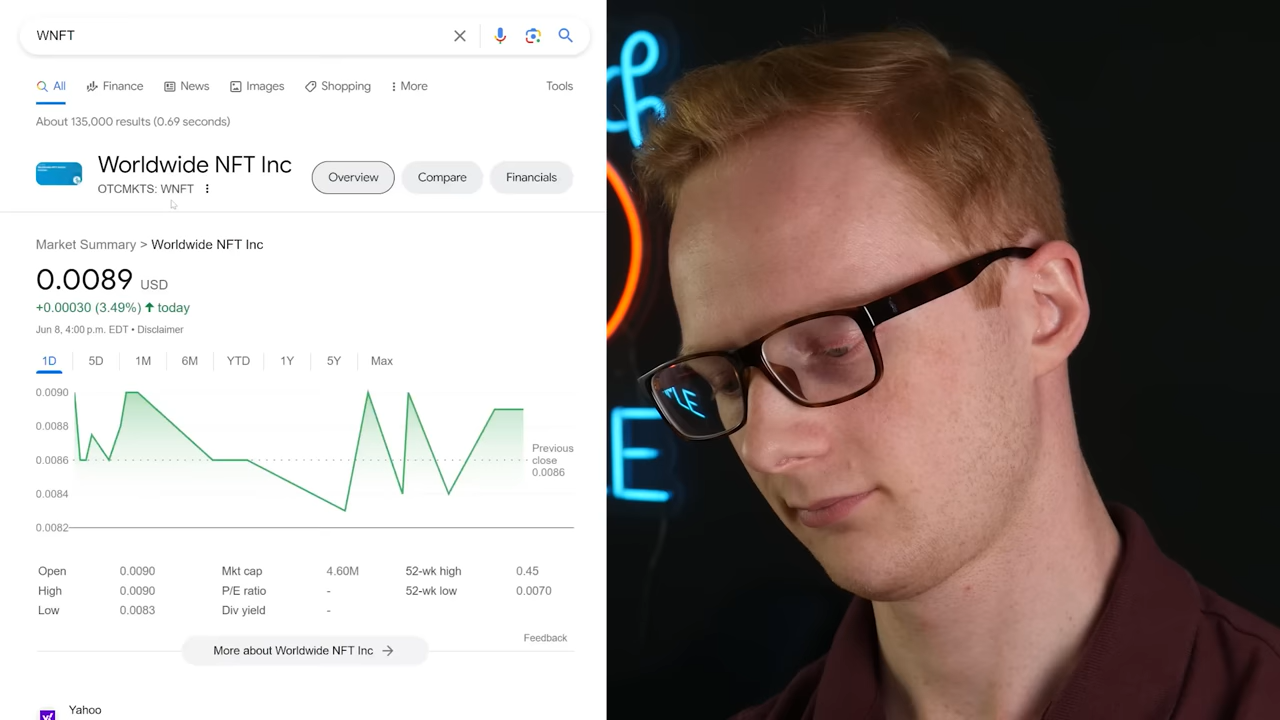 WNFT
All Finance News Images Shopping More Tools
About 135,000 results (0.69 seconds)
Worldwide NFT Inc
OTCMKTS: WNFT
Overview Compare Financials
Market Summary > Worldwide NFT Inc
0.0089 USD
+0.00030 (3.49%) today
Jun 8, 4:00 p.m. EDT • Disclaimer
1D 5D 1M 6M YTD 1Y 5Y Max
0.0090
0.0088
0.0086
0.0084
0.0082
Previous
close
0.0086
Open 0.0090 Mkt cap 4.60M 52-wk high 0.45
High 0.0090 P/E ratio - 52-wk low 0.0070
Low 0.0083 Div yield -
Feedback
More about Worldwide NFT Inc
Yahoo
LE
E